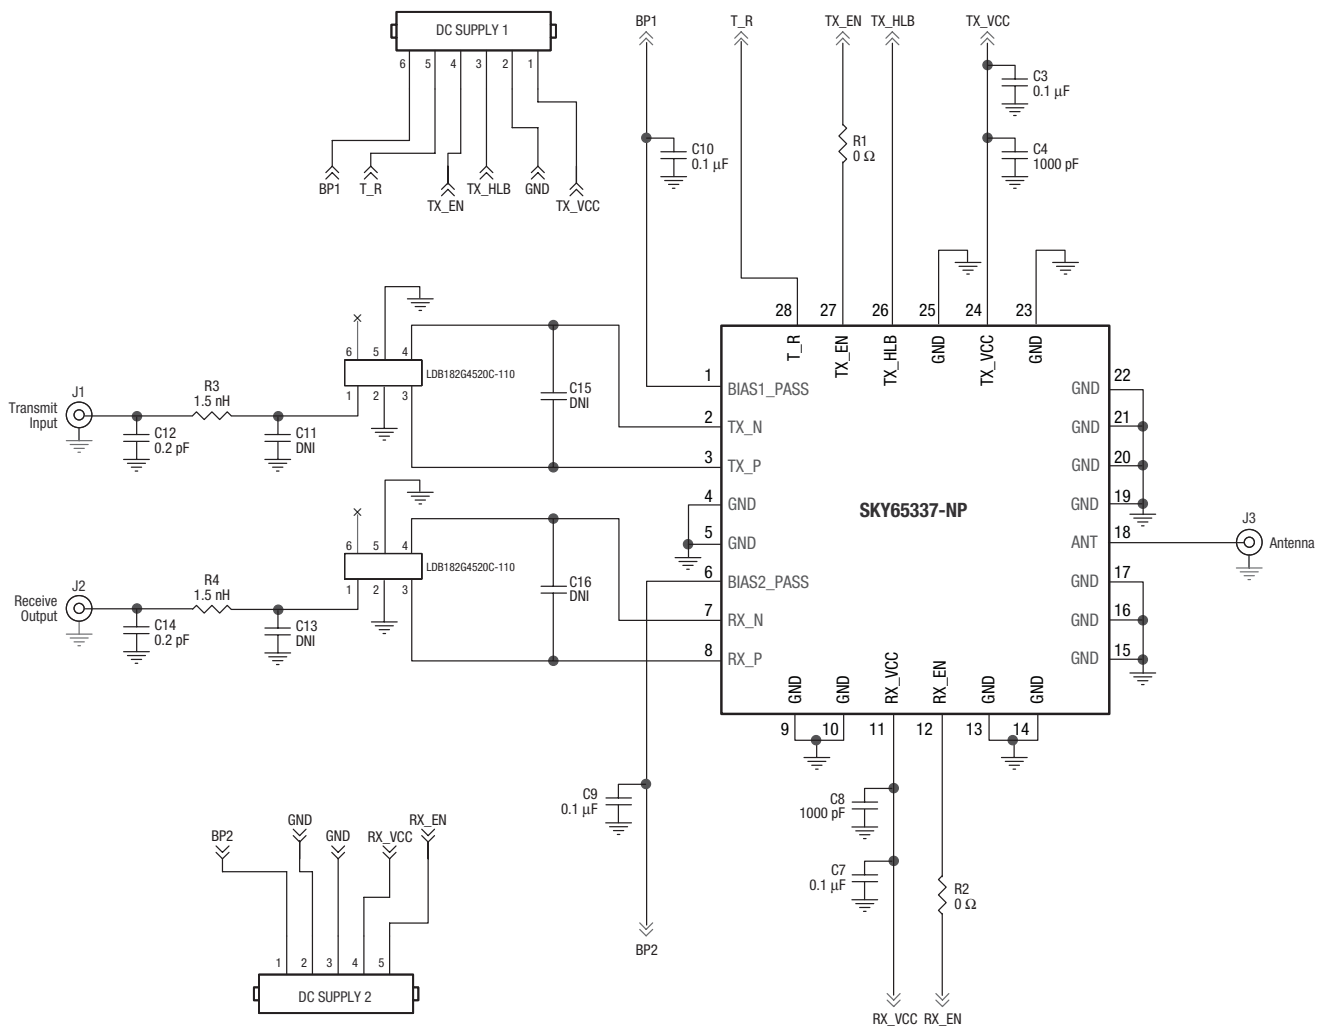 DC SUPPLY 1
6 5 4 3 2 1
BP1
T_R
TX_EN
TX_HLB
GND
TX_VCC
BP1
T_R
TX_EN
TX_HLB
TX_VCC
C3
0.1 μF
C4
1000 pF
C10
0.1 μF
R1
0 Ω
28 27 26 25 24 23
T_R
TX_EN
TX_HLB
GND
TX_VCC
GND
J1
Transmit
Input
C12
0.2 pF
R3
1.5 nH
C11
DNI
6 5 4
LDB182G4520C-110
1 2 3
C15
DNI
J2
Receive
Output
C14
0.2 pF
R4
1.5 nH
C13
DNI
6 5 4
LDB182G4520C-110
1 2 3
C16
DNI
1 BIAS1_PASS
2 TX_N
3 TX_P
4 GND
5 GND
6 BIAS2_PASS
7 RX_N
8 RX_P
SKY65337-NP
GND 22
GND 21
GND 20
GND 19
ANT 18
GND 17
GND 16
GND 15
J3
Antenna
GND
GND
RX_VCC
RX_EN
GND
GND
9 10 11 12 13 14
C9
0.1 μF
BP2
C8
1000 pF
C7
0.1 μF
R2
0 Ω
RX_VCC RX_EN
BP2
GND
GND
RX_VCC
RX_EN
1 2 3 4 5
DC SUPPLY 2